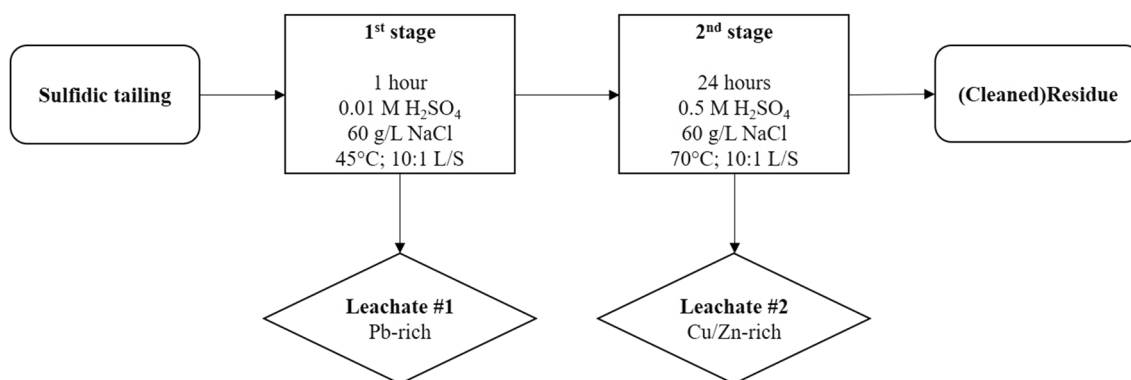 Sulfidic tailing
1st stage
1 hour
0.01 M H2SO4
60 g/L NaCl
45°C; 10:1 L/S
2nd stage
24 hours
0.5 M H2SO4
60 g/L NaCl
70°C; 10:1 L/S
(Cleaned)Residue
Leachate #1
Pb-rich
Leachate #2
Cu/Zn-rich